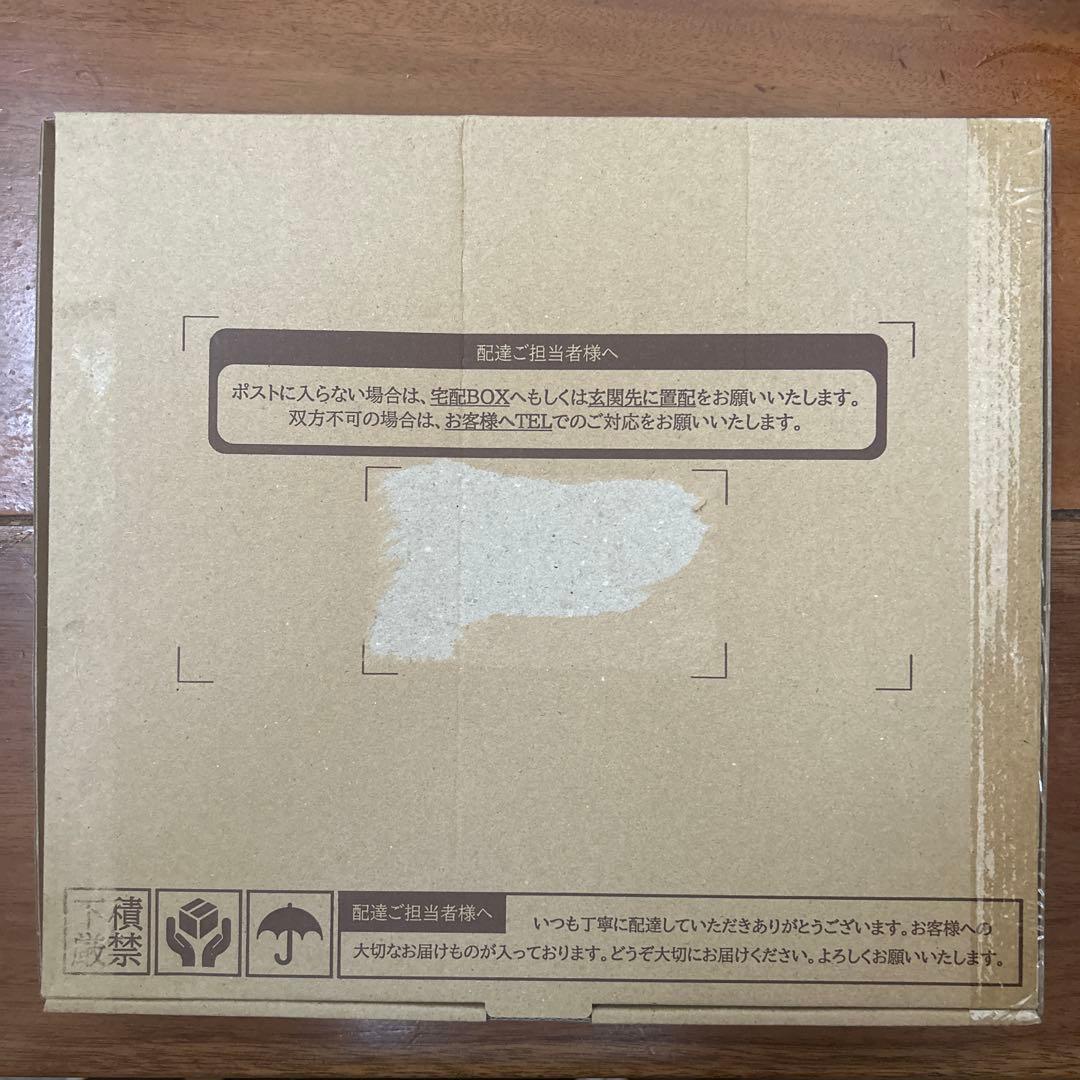 配達ご担当者様へ
ポストに入らない場合は、宅配BOXへもしくは玄関先に置配をお願いいたします。
双方不可の場合は、お客様へTELでのご対応をお願いいたします。
下積
厳禁
配達ご担当者様へ
いつも丁寧に配達していただきありがとうございます。お客様への
大切なお届けものが入っております。どうぞ大切にお届けください。よろしくお願いいたします。